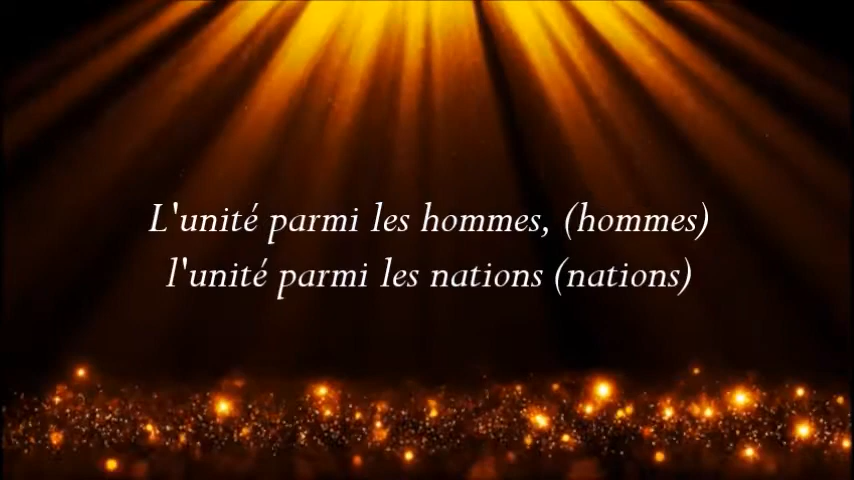 L'unité parmi les hommes, (hommes)
l'unité parmi les nations (nations)